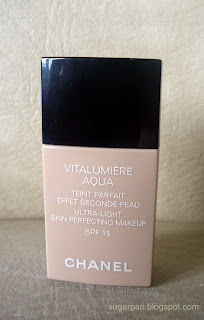 VITALUMIÈRE
AQUA
TEINT PARFAIT
EFFET SECONDE PEAU
ULTRA LIGHT
SKIN PERFECTING MAKEUP
SPF 15
CHANEL
sugarpao.blogspot.com